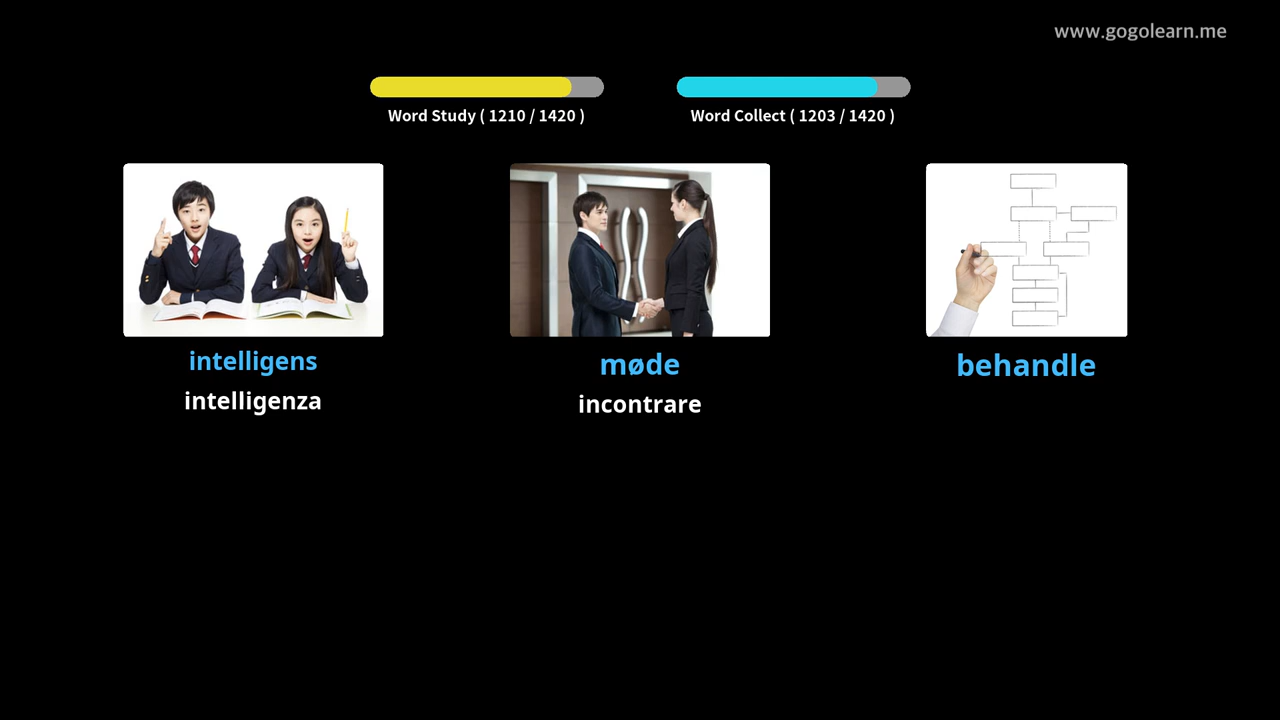 www.gogolearn.me
Word Study ( 1210 / 1420 )
Word Collect ( 1203 / 1420 )
intelligens
intelligenza
møde
incontrare
behandle